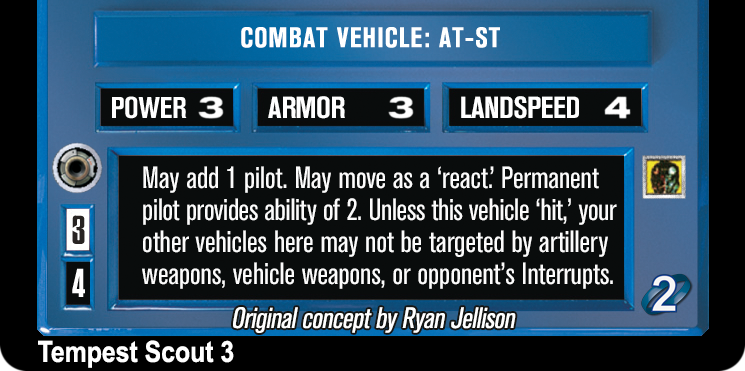 COMBAT VEHICLE: AT-ST
POWER 3 ARMOR 3 LANDSPEED 4
May add 1 pilot. May move as a ‘react.’ Permanent
pilot provides ability of 2. Unless this vehicle ‘hit,’ your
other vehicles here may not be targeted by artillery
weapons, vehicle weapons, or opponent’s Interrupts.
3
4
2
Original concept by Ryan Jellison
Tempest Scout 3